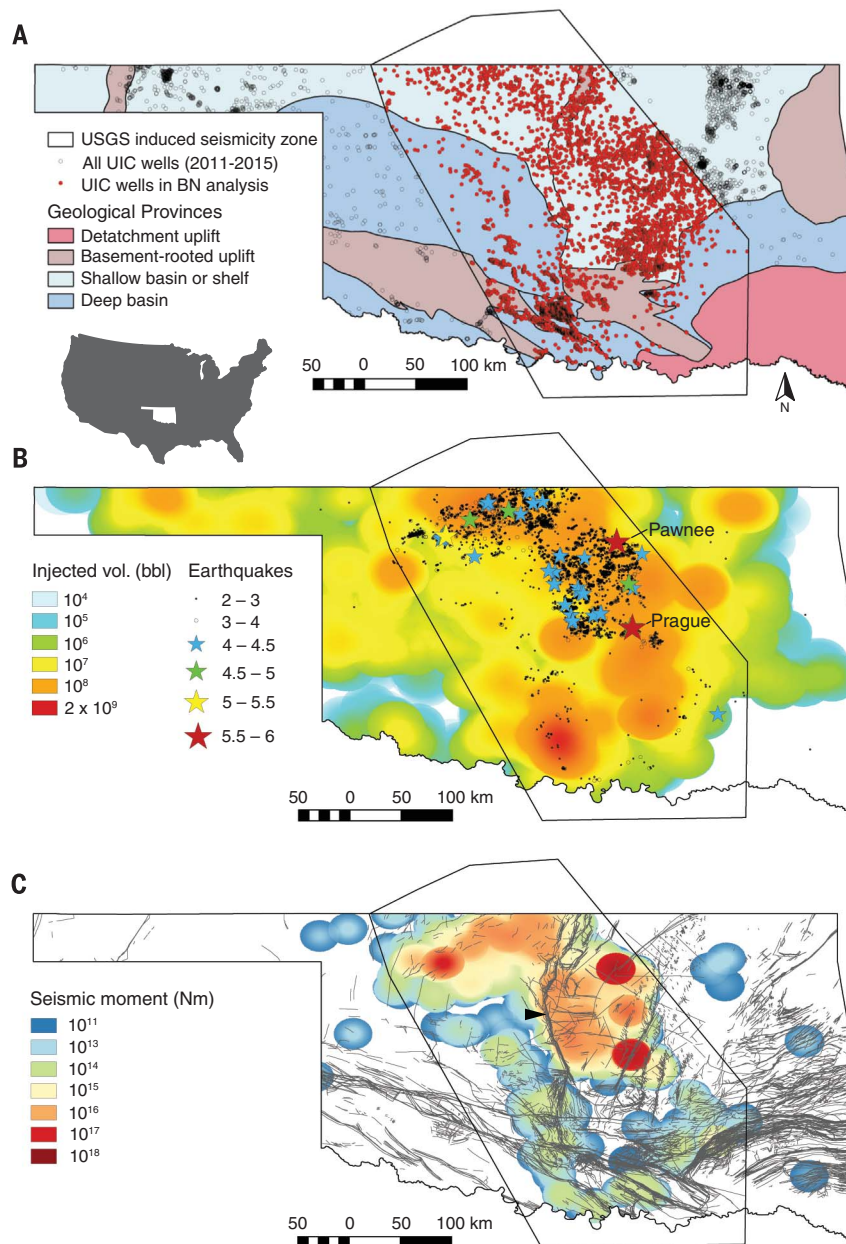 A
USGS induced seismicity zone
All UIC wells (2011-2015)
UIC wells in BN analysis
Geological Provinces
Detatchment uplift
Basement-rooted uplift
Shallow basin or shelf
Deep basin
50 0 50 100 km
N
B
Pawnee
Prague
Injected vol. (bbl)
10⁴
10⁵
10⁶
10⁷
10⁸
2 x 10⁹
Earthquakes
2 – 3
3 – 4
4 – 4.5
4.5 – 5
5 – 5.5
5.5 – 6
50 0 50 100 km
C
Seismic moment (Nm)
10¹¹
10¹³
10¹⁴
10¹⁵
10¹⁶
10¹⁷
10¹⁸
50 0 50 100 km